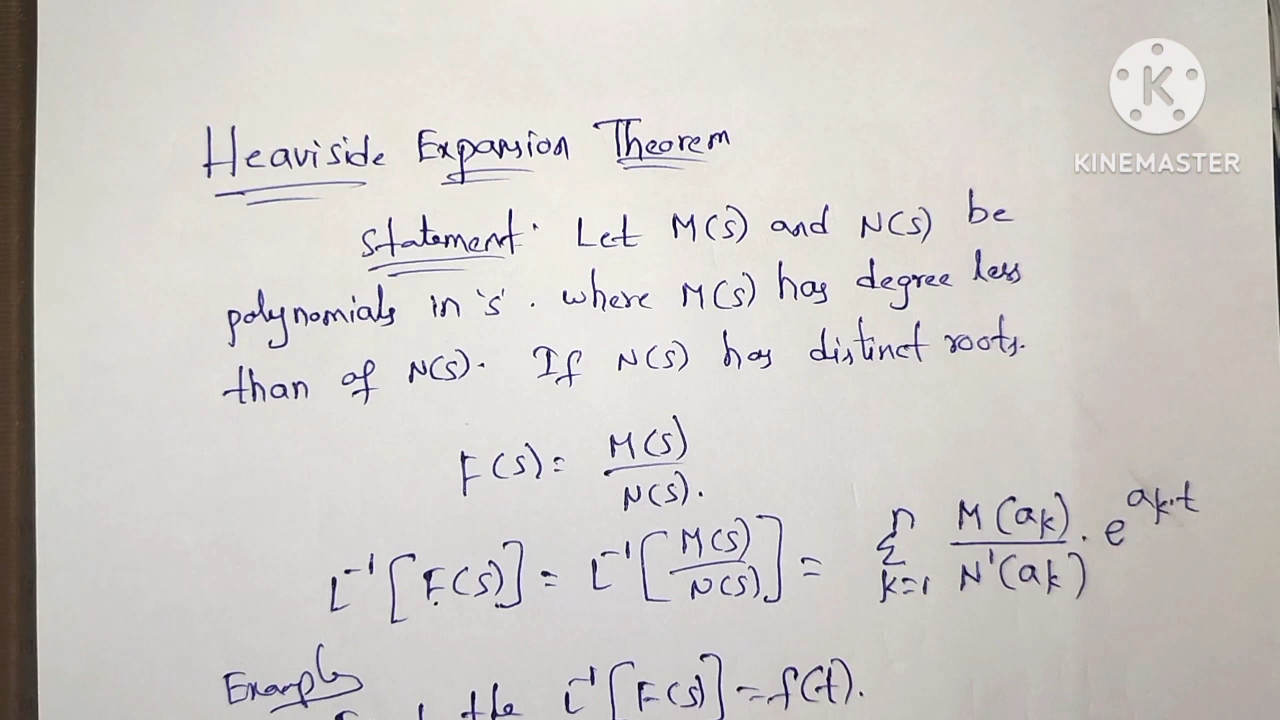 Heaviside Expansion Theorem
K
KINEMASTER
Statement. Let M(s) and N(s) be
polynomials in 's'. where M(s) has degree less
than of N(s). If N(s) has distinct roots.
F(s) = M(s)/N(s).
L⁻¹[F(s)] = L⁻¹[M(s)/N(s)] = Σ_{k=1}^{n} M(a_k)/N'(a_k) . e^{a_k.t}
Examples
the L⁻¹[F(s)] = f(t).